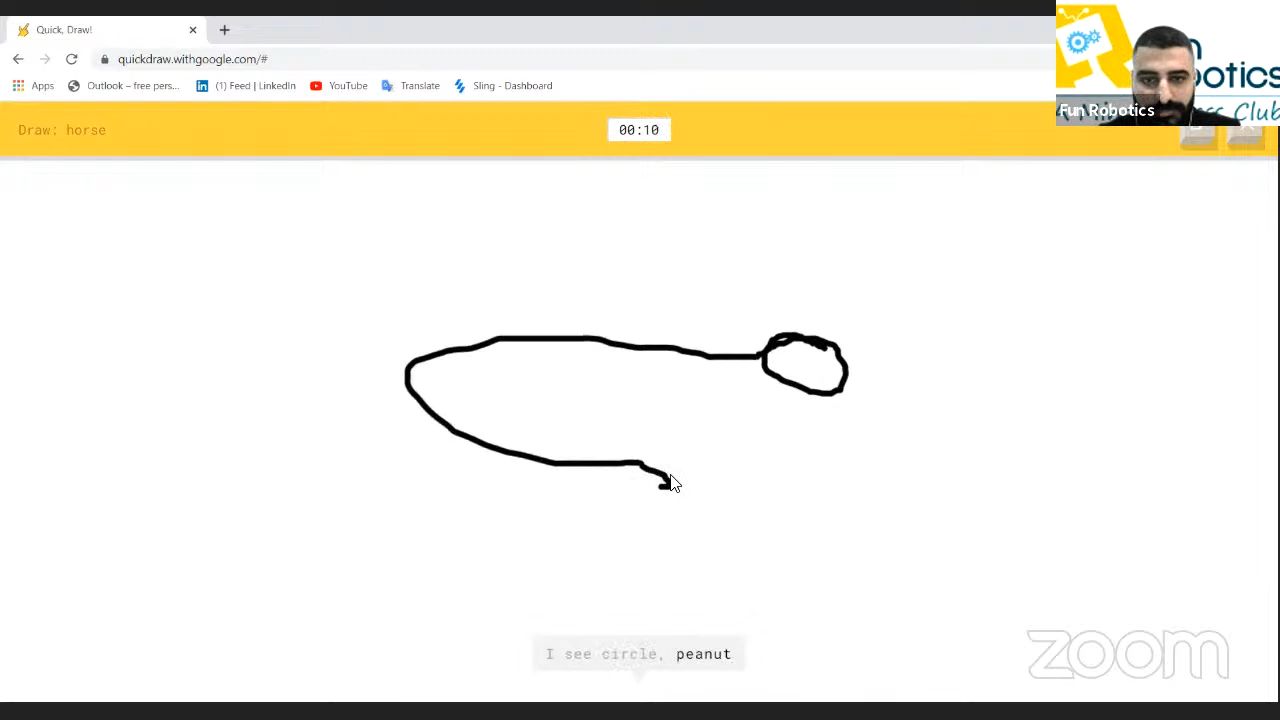 Quick, Draw!
quickdraw.withgoogle.com/#
Apps
Outlook – free pers...
(1) Feed | LinkedIn
YouTube
Translate
Sling - Dashboard
Draw: horse
00:10
Fun Robotics
Club
I see circle, peanut
zoom